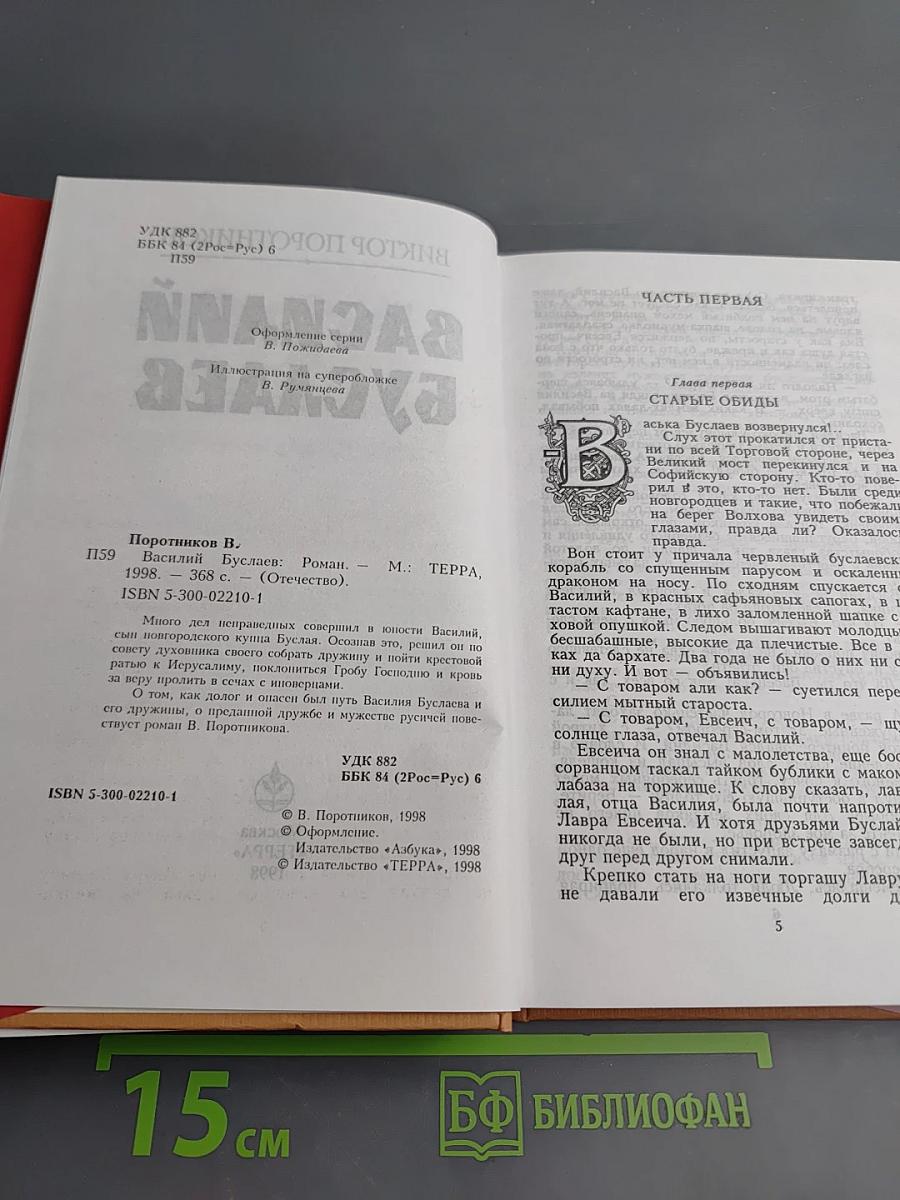 УДК 882
ББК 84 (2Рос=Рус) 6
П59
Оформление серии
В. Пожидаева
Иллюстрация на суперобложке
В. Румянцева
Поротников В.
П59 Василий Буслаев: Роман. — М.: ТЕРРА,
1998. — 368 с. — (Отечество).
ISBN 5-300-02210-1
Много дел неправедных совершил в юности Василий,
сын новгородского купца Буслая. Осознав это, решил он по
совету духовника своего собрать дружину и пойти крестовой
ратью к Иерусалиму, поклониться Гробу Господню и кровь
за веру пролить в сечах с иноверцами.
О том, как долог и опасен был путь Василия Буслаева и
его дружины, о преданной дружбе и мужестве русичей пове-
ствует роман В. Поротникова.
УДК 882
ББК 84 (2Рос=Рус) 6
ISBN 5-300-02210-1
© В. Поротников, 1998
© Оформление.
Издательство «Азбука», 1998
© Издательство «ТЕРРА», 1998
ЧАСТЬ ПЕРВАЯ
Глава первая
СТАРЫЕ ОБИДЫ
Васька Буслаев возвернулся!..
Слух этот прокатился от приста-
ни по всей Торговой стороне, через
Великий мост перекинулся и на
Софийскую сторону. Кто-то пове-
рил в это, кто-то нет. Были среди
новгородцев и такие, что побежали
на берег Волхова увидеть своим
глазами, правда ли? Оказалос
правда.
Вон стоит у причала червленый буслаевск
корабль со спущенным парусом и оскаленн
драконом на носу. По сходням спускается с
Василий, в красных сафьяновых сапогах, в
тастом кафтане, в лихо заломленной шапке с
ховой опушкой. Следом вышагивают молодцы
бесшабашные, высокие да плечистые. Все в
ках да бархате. Два года не было о них ни с
ни духу. И вот — объявились!
— С товаром али как? — суетился пере
силием мытный староста.
— С товаром, Евсеич, с товаром, — щу
солнце глаза, отвечал Василий.
Евсеича он знал с малолетства, еще бос
сорванцом таскал тайком бублики с маком
лабаза на торжище. К слову сказать, лав
лая, отца Василия, была почти напроти
Лавра Евсеича. И хотя друзьями Буслай
никогда не были, но при встрече завсегд
друг перед другом снимали.
Крепко стать на ноги торгашу Лавру
не давали его извечные долги д
5
15 см
БФ БИБЛИОФАН